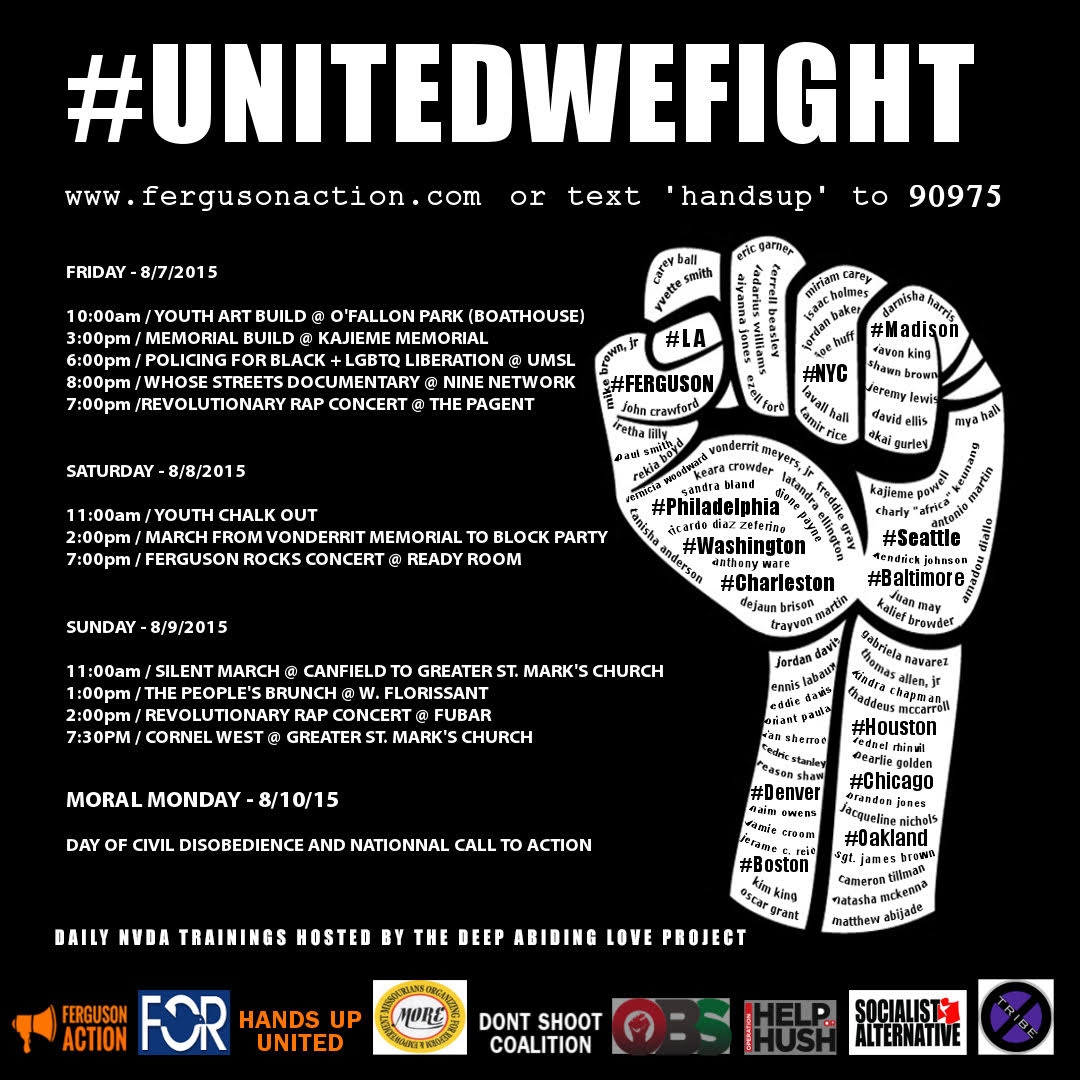 #UNITEDWEFIGHT
www.fergusonaction.com or text 'handsup' to 90975
FRIDAY - 8/7/2015
10:00am / YOUTH ART BUILD @ O'FALLON PARK (BOATHOUSE)
3:00pm / MEMORIAL BUILD @ KAJIEME MEMORIAL
6:00pm / POLICING FOR BLACK + LGBTQ LIBERATION @ UMSL
8:00pm / WHOSE STREETS DOCUMENTARY @ NINE NETWORK
7:00pm /REVOLUTIONARY RAP CONCERT @ THE PAGENT
SATURDAY - 8/8/2015
11:00am / YOUTH CHALK OUT
2:00pm / MARCH FROM VONDERRIT MEMORIAL TO BLOCK PARTY
7:00pm / FERGUSON ROCKS CONCERT @ READY ROOM
SUNDAY - 8/9/2015
11:00am / SILENT MARCH @ CANFIELD TO GREATER ST. MARK'S CHURCH
1:00pm / THE PEOPLE'S BRUNCH @ W. FLORISSANT
2:00pm / REVOLUTIONARY RAP CONCERT @ FUBAR
7:30PM / CORNEL WEST @ GREATER ST. MARK'S CHURCH
MORAL MONDAY - 8/10/15
DAY OF CIVIL DISOBEDIENCE AND NATIONNAL CALL TO ACTION
carey ball
yvette smith
#LA
mike brown, jr
#FERGUSON
john crawford
eric garner
terrell beasley
ladarius williams
aiyanna jones
ezell ford
miriam carey
isaac holmes
jordan baker
joe huff
#NYC
lavall hall
tamir rice
darnisha harris
#Madison
javon king
shawn brown
jeremy lewis
david ellis
akai gurley
mya hall
iretha lilly
paul smith
rekia boyd
vernicia woodward
vonderrit meyers, jr
keara crowder
sandra bland
freddie gray
latandra ellington
dione payne
#Philadelphia
ricardo diaz zeferino
#Washington
anthony ware
#Charleston
tanisha anderson
dejaun brison
trayvon martin
kajieme powell
charly "africa" keunang
antonio martin
#Seattle
kendrick johnson
#Baltimore
amadou diallo
juan may
kalief browder
jordan davis
ennis labaux
eddie davis
oriant paula
ian sherrod
cedric stanley
reason shaw
#Denver
naim owens
jamie croom
jerame c. reid
#Boston
kim king
oscar grant
gabriela navarez
thomas allen, jr
kindra chapman
thaddeus mccarroll
#Houston
rednel rhinvil
pearlie golden
#Chicago
brandon jones
jacqueline nichols
#Oakland
sgt. james brown
cameron tillman
natasha mckenna
matthew abijade
DAILY NVDA TRAININGS HOSTED BY THE DEEP ABIDING LOVE PROJECT
FERGUSON
ACTION
FOR
HANDS UP
UNITED
MISSOURIANS ORGANIZING FOR REFORM & EMPOWERMENT
MORE
DONT SHOOT
COALITION
OBS
OPERATION
HELP
HUSH
SOCIALIST
ALTERNATIVE
TRIBE